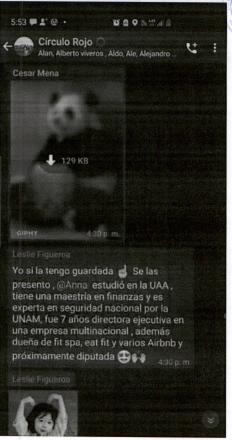 5:53
Círculo Rojo
Alan, Alberto viveros, Aldo, Ale, Alejandro ...
Cesar Mena
129 KB
GIPHY 4:30 p. m.
Leslie Figueroa
Yo si la tengo guardada ☝ Se las
presento , @Anna estudió en la UAA ,
tiene una maestría en finanzas y es
experta en seguridad nacional por la
UNAM, fue 7 años directora ejecutiva en
una empresa multinacional , además
dueña de fit spa, eat fit y varios Airbnb y
próximamente diputada 🤩🙌 4:30 p. m.
Leslie Figueroa